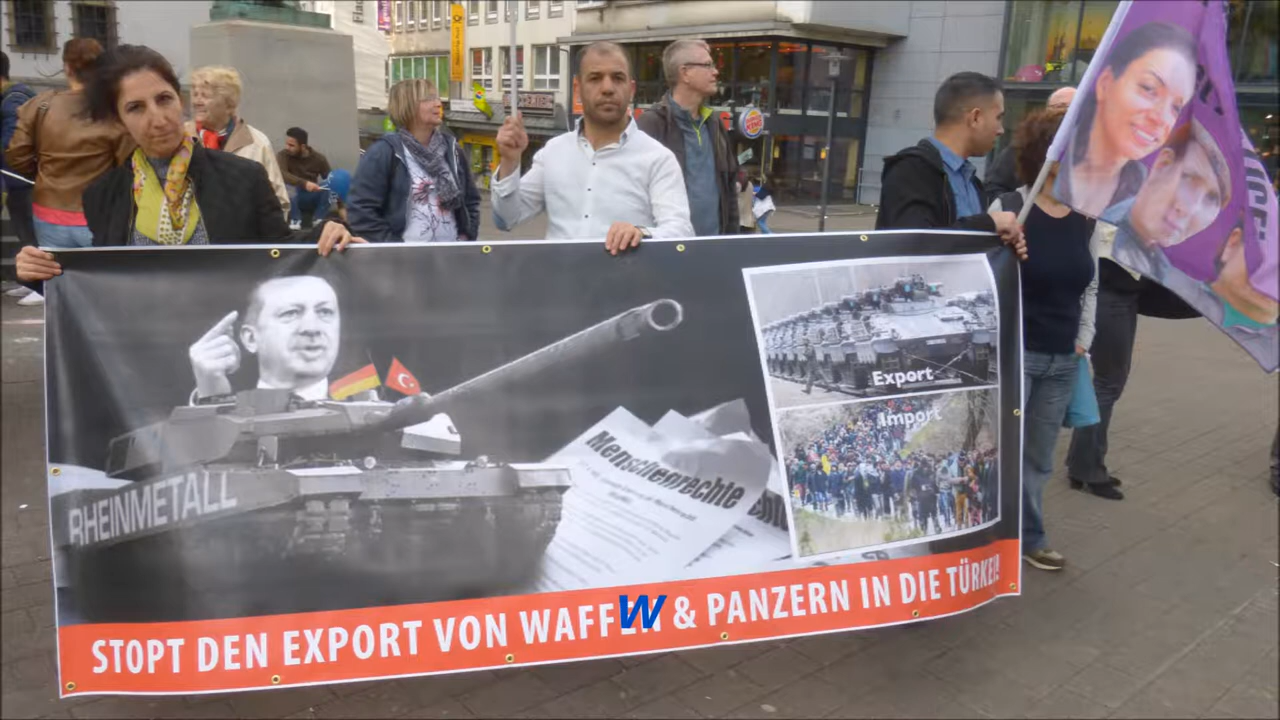 Export
Import
Menschenrechte
RHEINMETALL
STOPT DEN EXPORT VON WAFFEN & PANZERN IN DIE TÜRKEI!
W